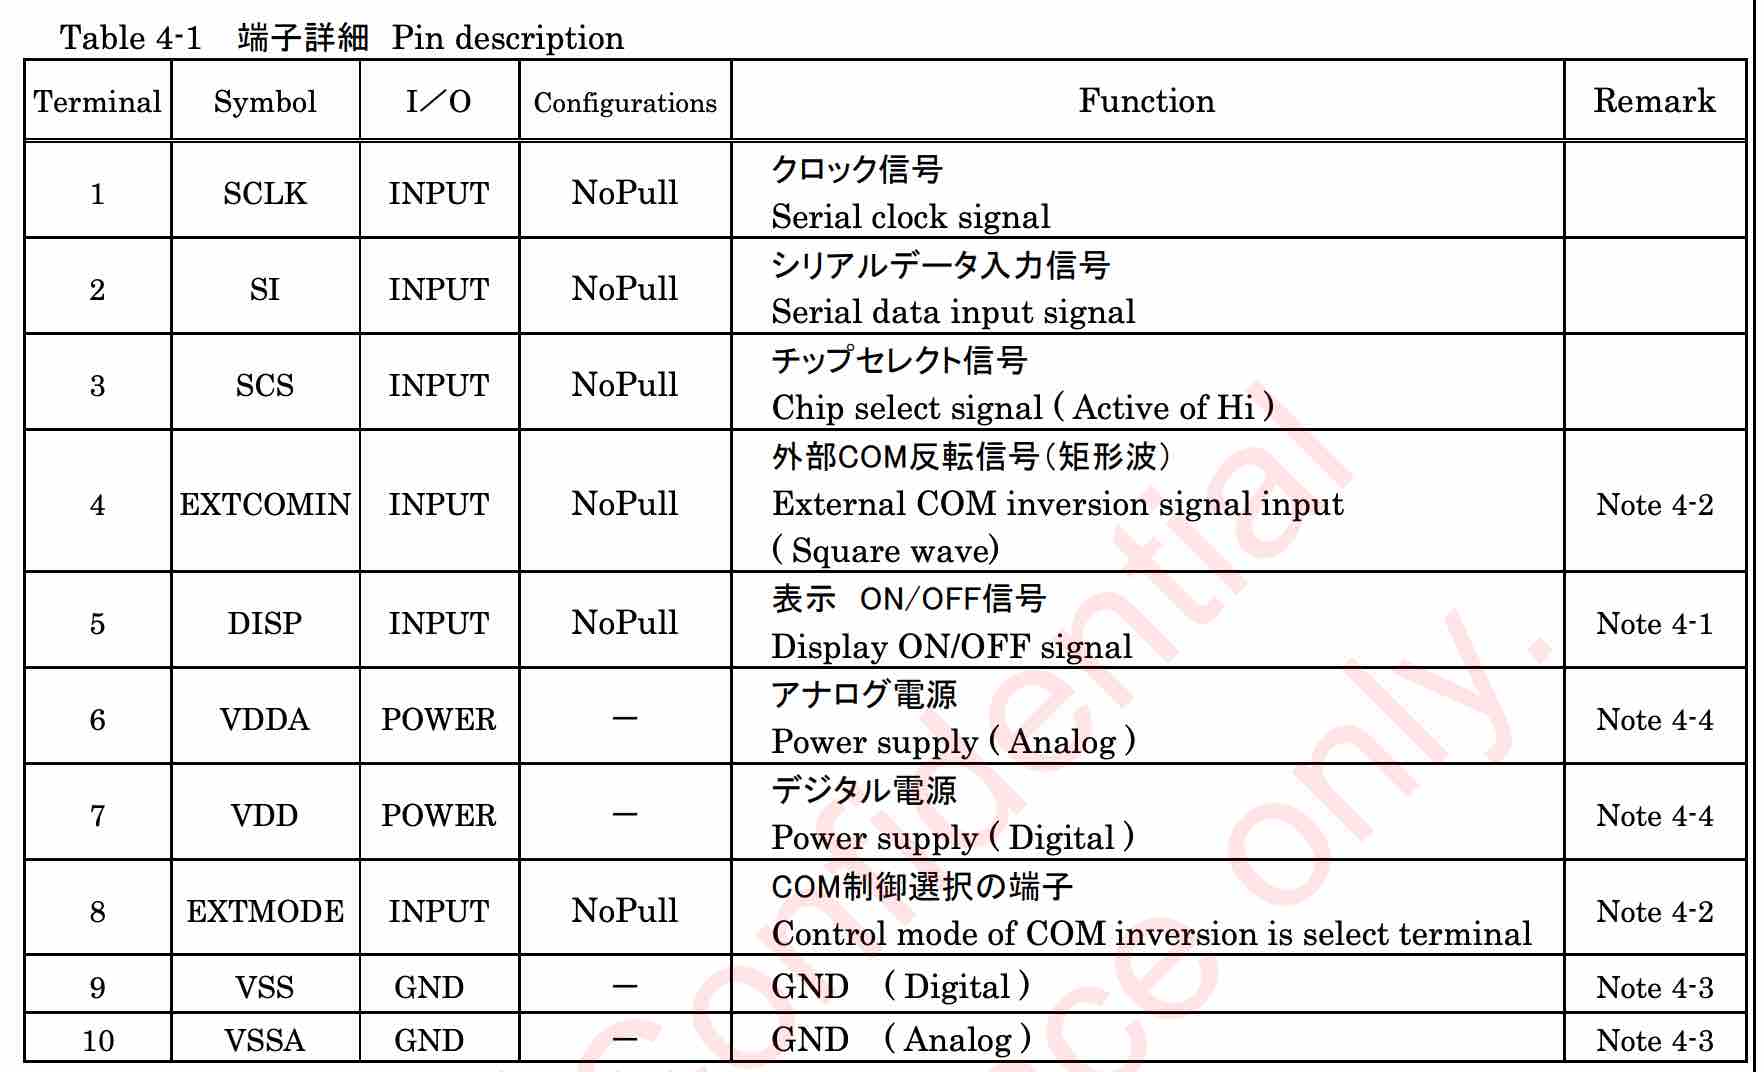 Table 4-1 端子詳細 Pin description
Terminal Symbol I／O Configurations Function Remark
1 SCLK INPUT NoPull クロック信号
Serial clock signal
2 SI INPUT NoPull シリアルデータ入力信号
Serial data input signal
3 SCS INPUT NoPull チップセレクト信号
Chip select signal ( Active of Hi )
4 EXTCOMIN INPUT NoPull 外部COM反転信号（矩形波）
External COM inversion signal input
( Square wave)
Note 4-2
5 DISP INPUT NoPull 表示 ON/OFF信号
Display ON/OFF signal
Note 4-1
6 VDDA POWER － アナログ電源
Power supply ( Analog )
Note 4-4
7 VDD POWER － デジタル電源
Power supply ( Digital )
Note 4-4
8 EXTMODE INPUT NoPull COM制御選択の端子
Control mode of COM inversion is select terminal
Note 4-2
9 VSS GND － GND ( Digital ) Note 4-3
10 VSSA GND － GND ( Analog ) Note 4-3
Confidential
only.